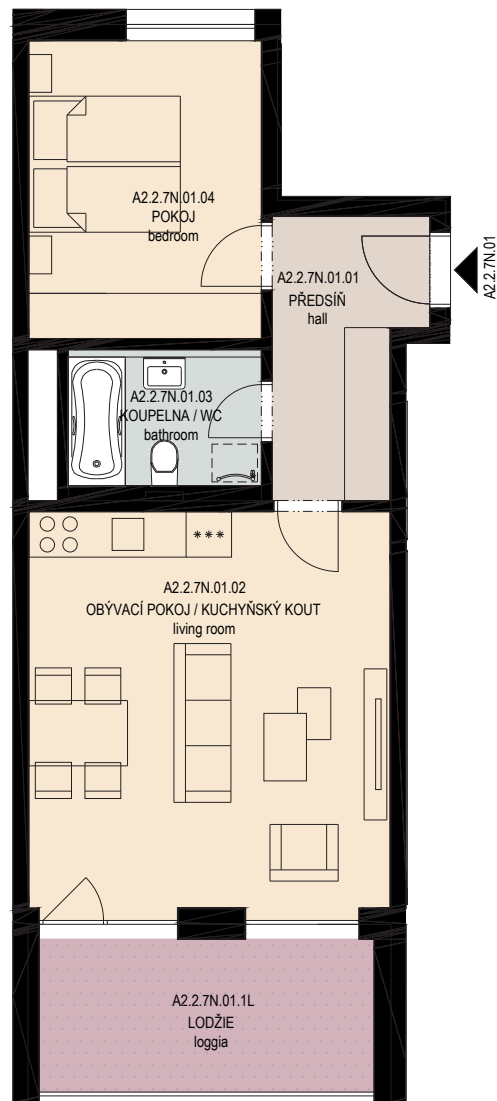 A2.2.7N.01.04
POKOJ
bedroom
A2.2.7N.01.01
PŘEDSÍŇ
hall
A2.2.7N.01
A2.2.7N.01.03
KOUPELNA / WC
bathroom
***
A2.2.7N.01.02
OBÝVACÍ POKOJ / KUCHYŇSKÝ KOUT
living room
A2.2.7N.01.1L
LODŽIE
loggia